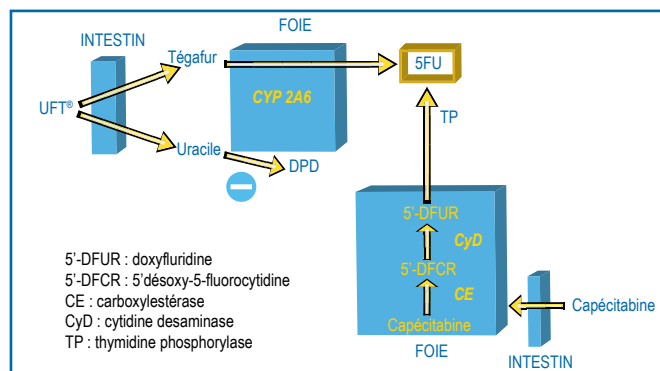 FOIE
INTESTIN
Tégafur
5FU
CYP 2A6
UFT®
TP
Uracile
DPD
5'-DFUR
CyD
5'-DFCR
CE
Capécitabine
FOIE
Capécitabine
INTESTIN
5'-DFUR : doxyfluridine
5'-DFCR : 5'désoxy-5-fluorocytidine
CE : carboxylestérase
CyD : cytidine desaminase
TP : thymidine phosphorylase